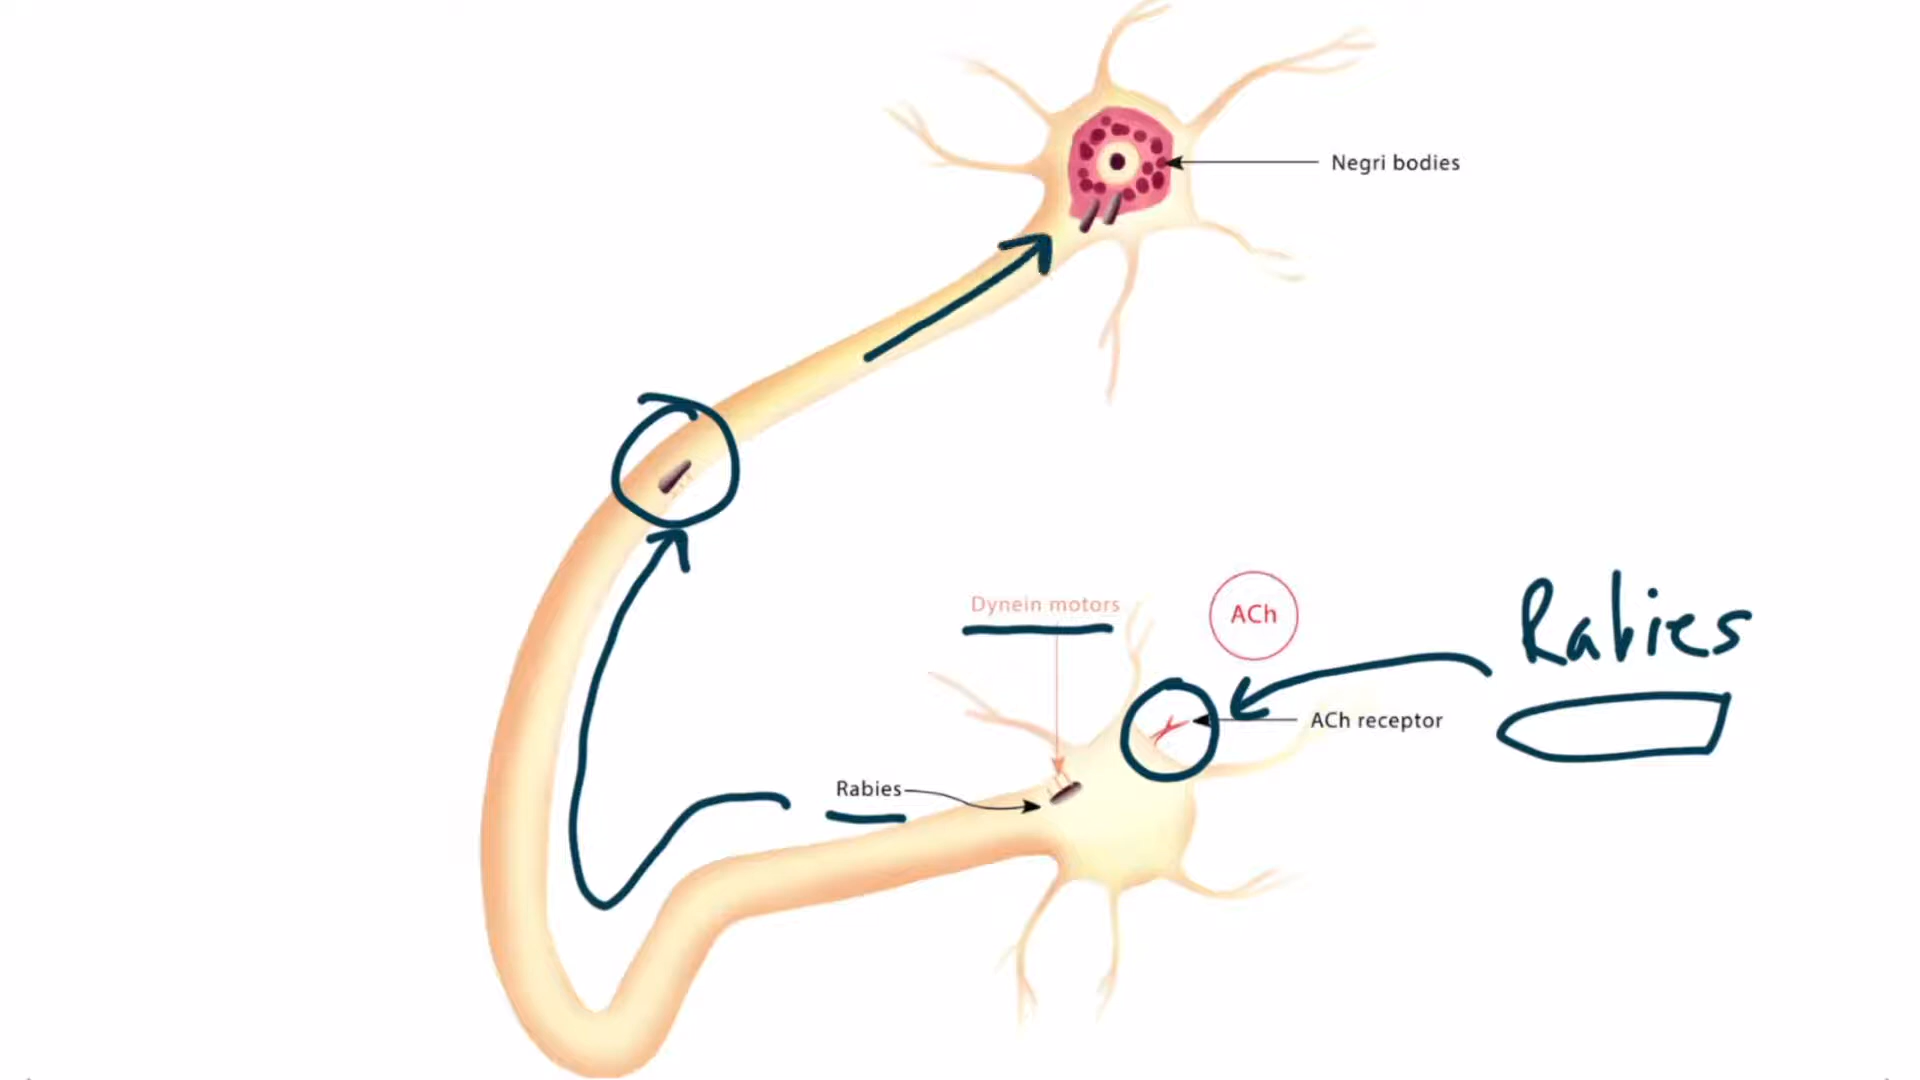 Negri bodies
Dynein motors
ACh
Rabies
ACh receptor
Rabies